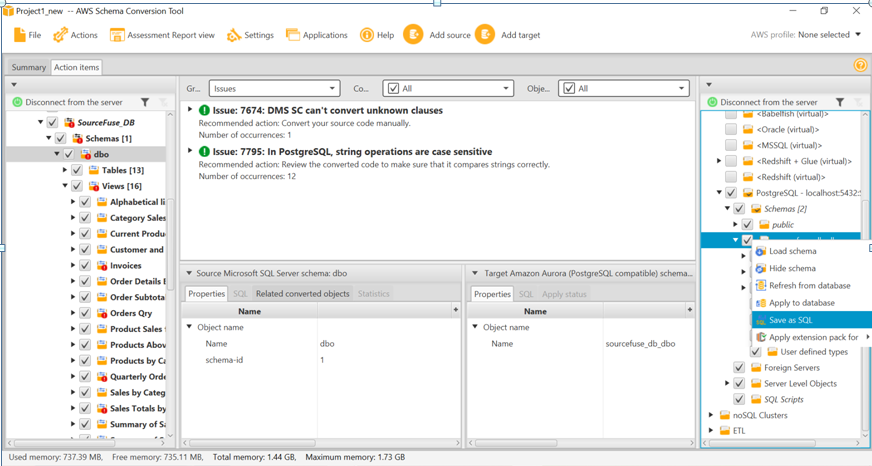 Project1_new -- AWS Schema Conversion Tool
File Actions Assessment Report view Settings Applications Help Add source Add target AWS profile: None selected
Summary Action items
Disconnect from the server
SourceFuse_DB
Schemas [1]
dbo
Tables [13]
Views [16]
Alphabetical li
Category Sales
Current Produc
Customer and
Invoices
Order Details E
Order Subtota
Orders Qry
Product Sales f
Products Abov
Products by Ca
Quarterly Orde
Sales by Categ
Sales Totals by
Summary of Sa
Gr... Issues Co... All Obje... All
Issue: 7674: DMS SC can't convert unknown clauses
Recommended action: Convert your source code manually.
Number of occurrences: 1
Issue: 7795: In PostgreSQL, string operations are case sensitive
Recommended action: Review the converted code to make sure that it compares strings correctly.
Number of occurrences: 12
Source Microsoft SQL Server schema: dbo
Properties SQL Related converted objects Statistics
Name
Object name
Name dbo
schema-id 1
Target Amazon Aurora (PostgreSQL compatible) schema...
Properties SQL Apply status
Name
Object name
Name sourcefuse_db_dbo
Disconnect from the server
<Babelfish (virtual)>
<Oracle (virtual)>
<MSSQL (virtual)>
<Redshift + Glue (virtual)>
<Redshift (virtual)>
PostgreSQL - localhost:5432:S
Schemas [2]
public
Load schema
Hide schema
Refresh from database
Apply to database
Save as SQL
Apply extension pack for
User defined types
Foreign Servers
Server Level Objects
SQL Scripts
noSQL Clusters
ETL
Used memory: 737.39 MB, Free memory: 735.11 MB, Total memory: 1.44 GB, Maximum memory: 1.73 GB